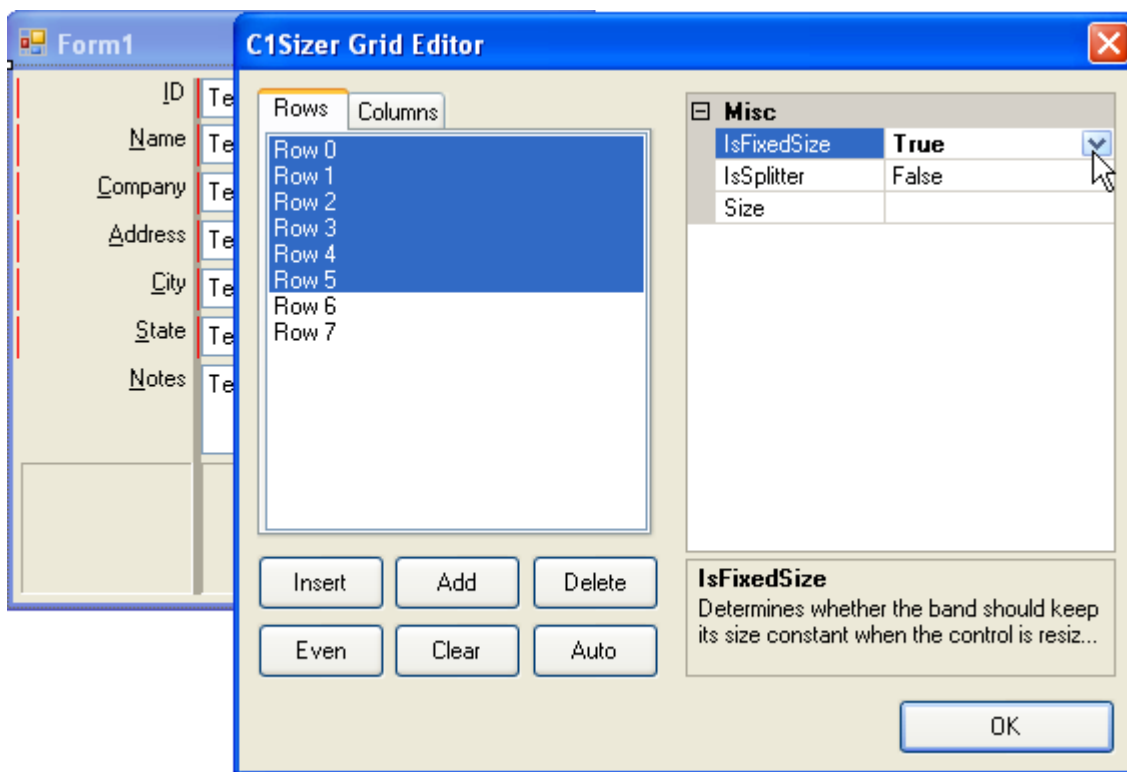 Form1
ID
Te
Name
Te
Company
Te
Address
Te
City
Te
State
Te
Notes
Te
C1Sizer Grid Editor
Rows
Columns
Row 0
Row 1
Row 2
Row 3
Row 4
Row 5
Row 6
Row 7
Misc
IsFixedSize True
IsSplitter False
Size
Insert
Add
Delete
Even
Clear
Auto
IsFixedSize
Determines whether the band should keep
its size constant when the control is resiz...
OK